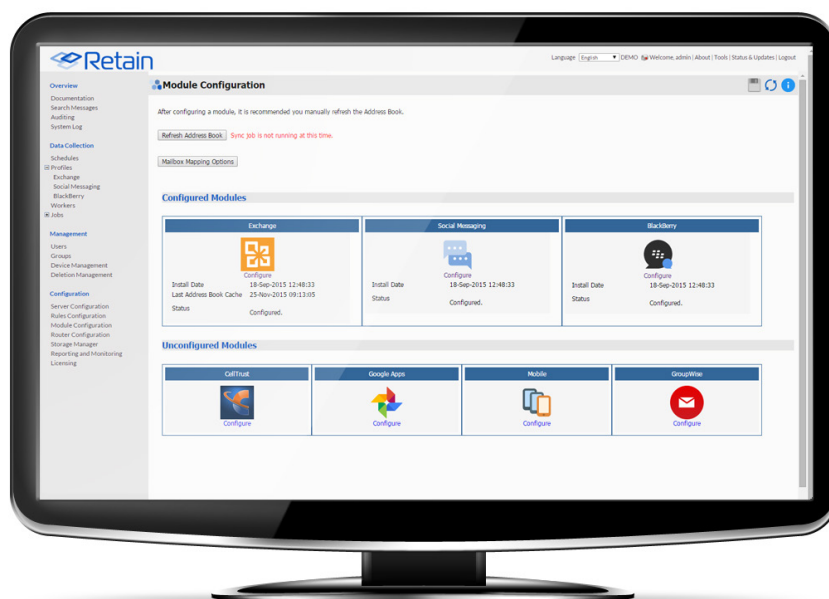 Retain
Language English DEMO Welcome, admin | About | Tools | Status & Updates | Logout
Overview
Documentation
Search Messages
Auditing
System Log
Data Collection
Schedules
Profiles
Exchange
Social Messaging
BlackBerry
Workers
Jobs
Management
Users
Groups
Device Management
Deletion Management
Configuration
Server Configuration
Rules Configuration
Module Configuration
Router Configuration
Storage Manager
Reporting and Monitoring
Licensing
Module Configuration
After configuring a module, it is recommended you manually refresh the Address Book.
Refresh Address Book Sync job is not running at this time.
Mailbox Mapping Options
Configured Modules
Exchange
Configure
Install Date 18-Sep-2015 12:48:33
Last Address Book Cache 25-Nov-2015 09:13:05
Status Configured.
Social Messaging
Configure
Install Date 18-Sep-2015 12:48:33
Status Configured.
BlackBerry
Configure
Install Date 18-Sep-2015 12:48:33
Status Configured.
Unconfigured Modules
CellTrust
Configure
Google Apps
Configure
Mobile
Configure
GroupWise
Configure